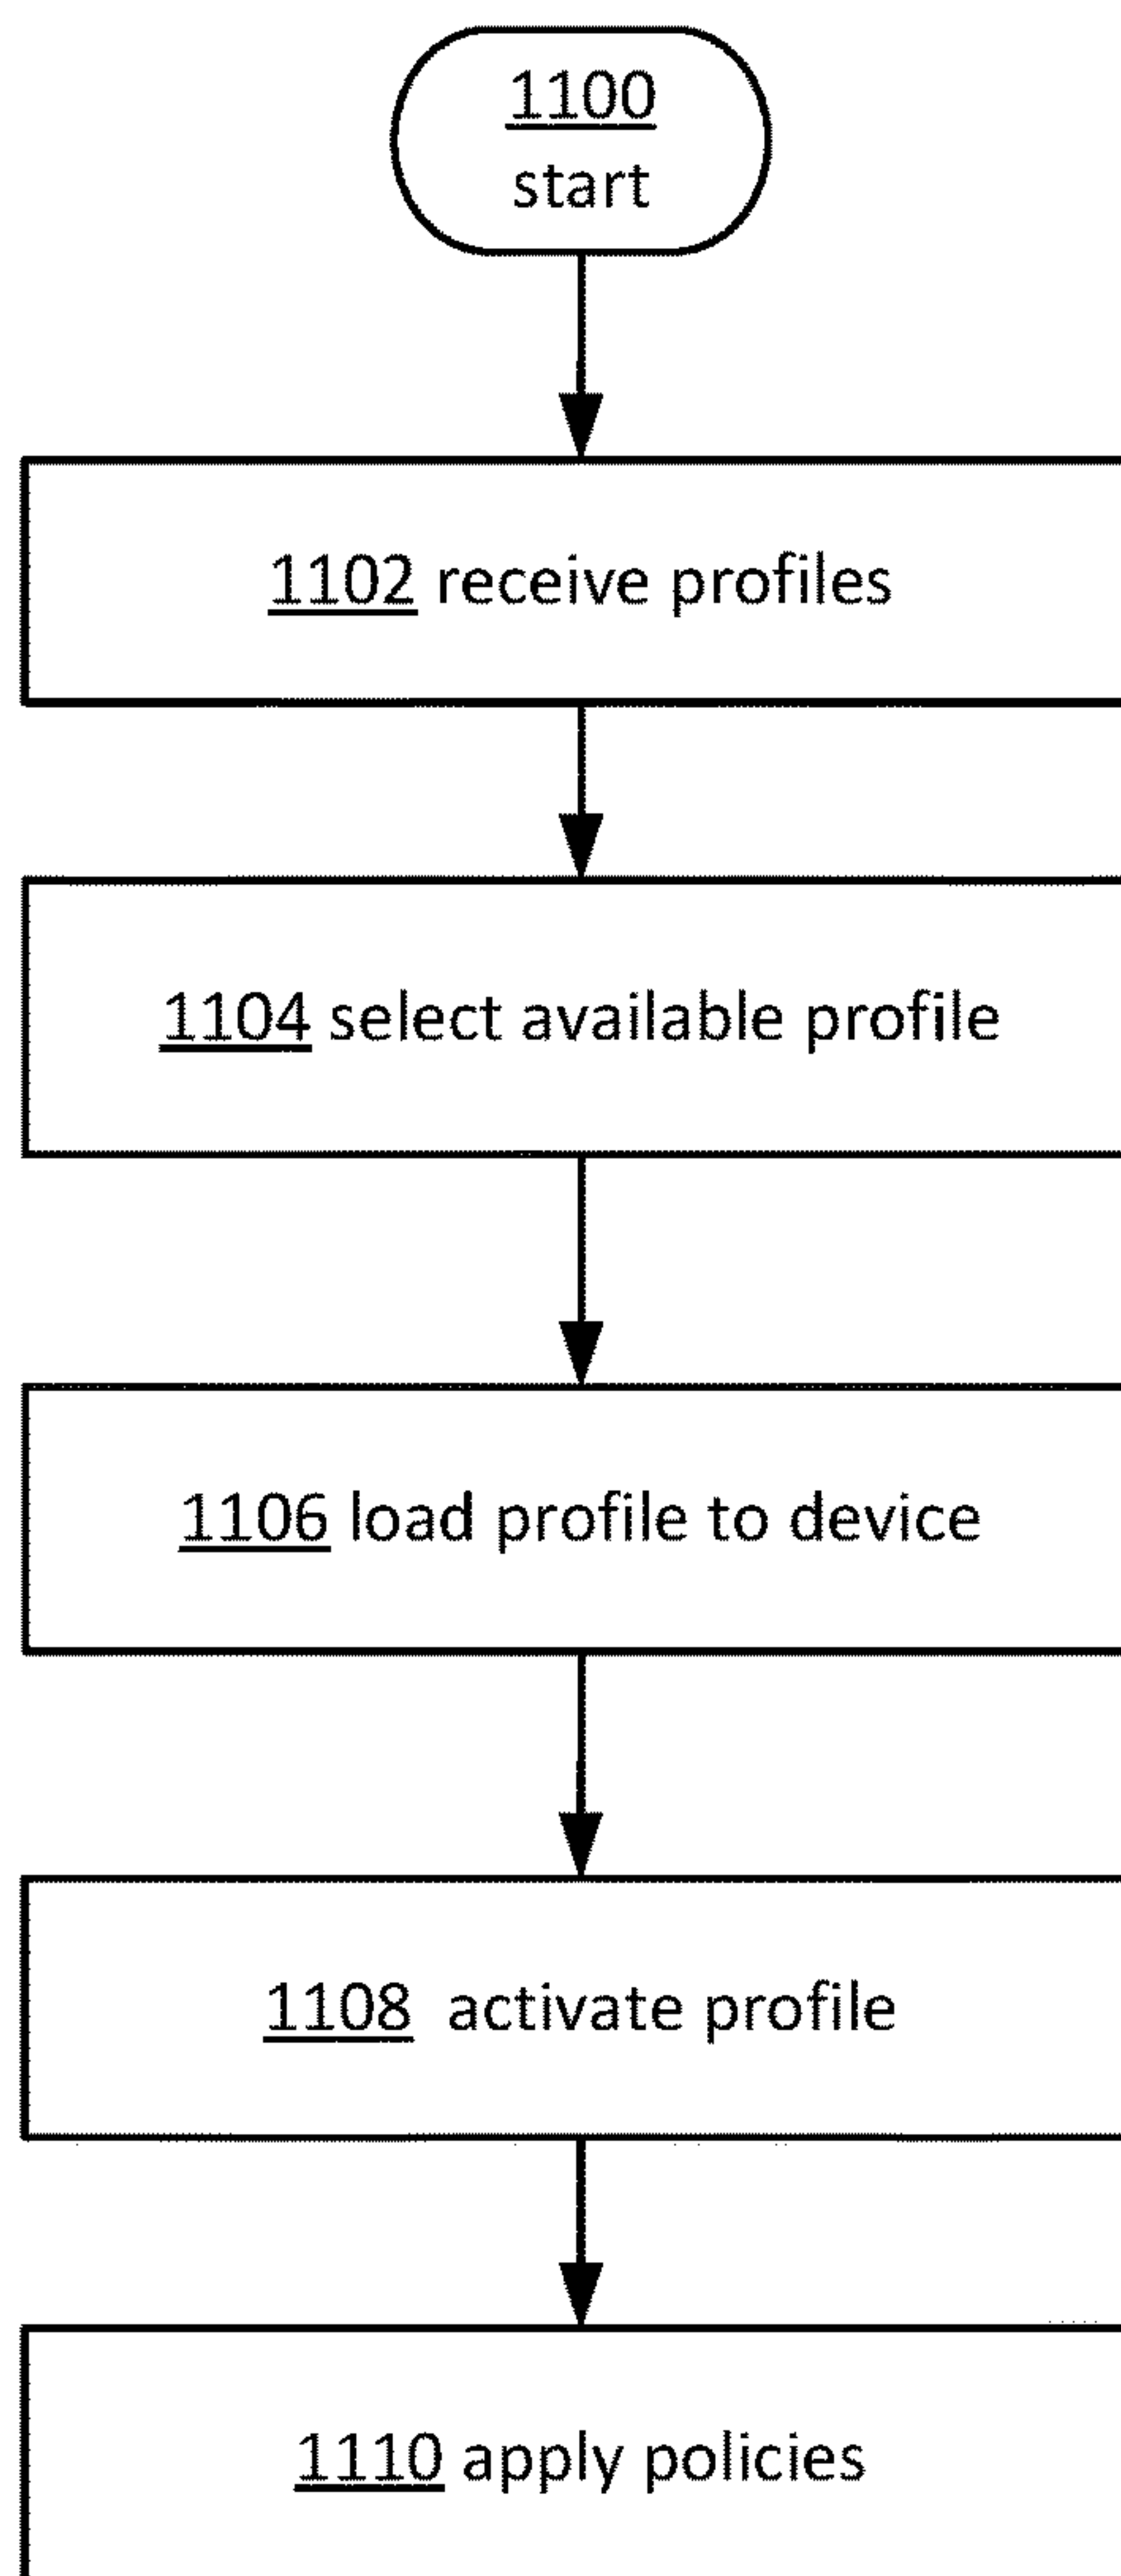 1100
start
1102 receive profiles
1104 select available profile
1106 load profile to device
1108 activate profile
1110 apply policies